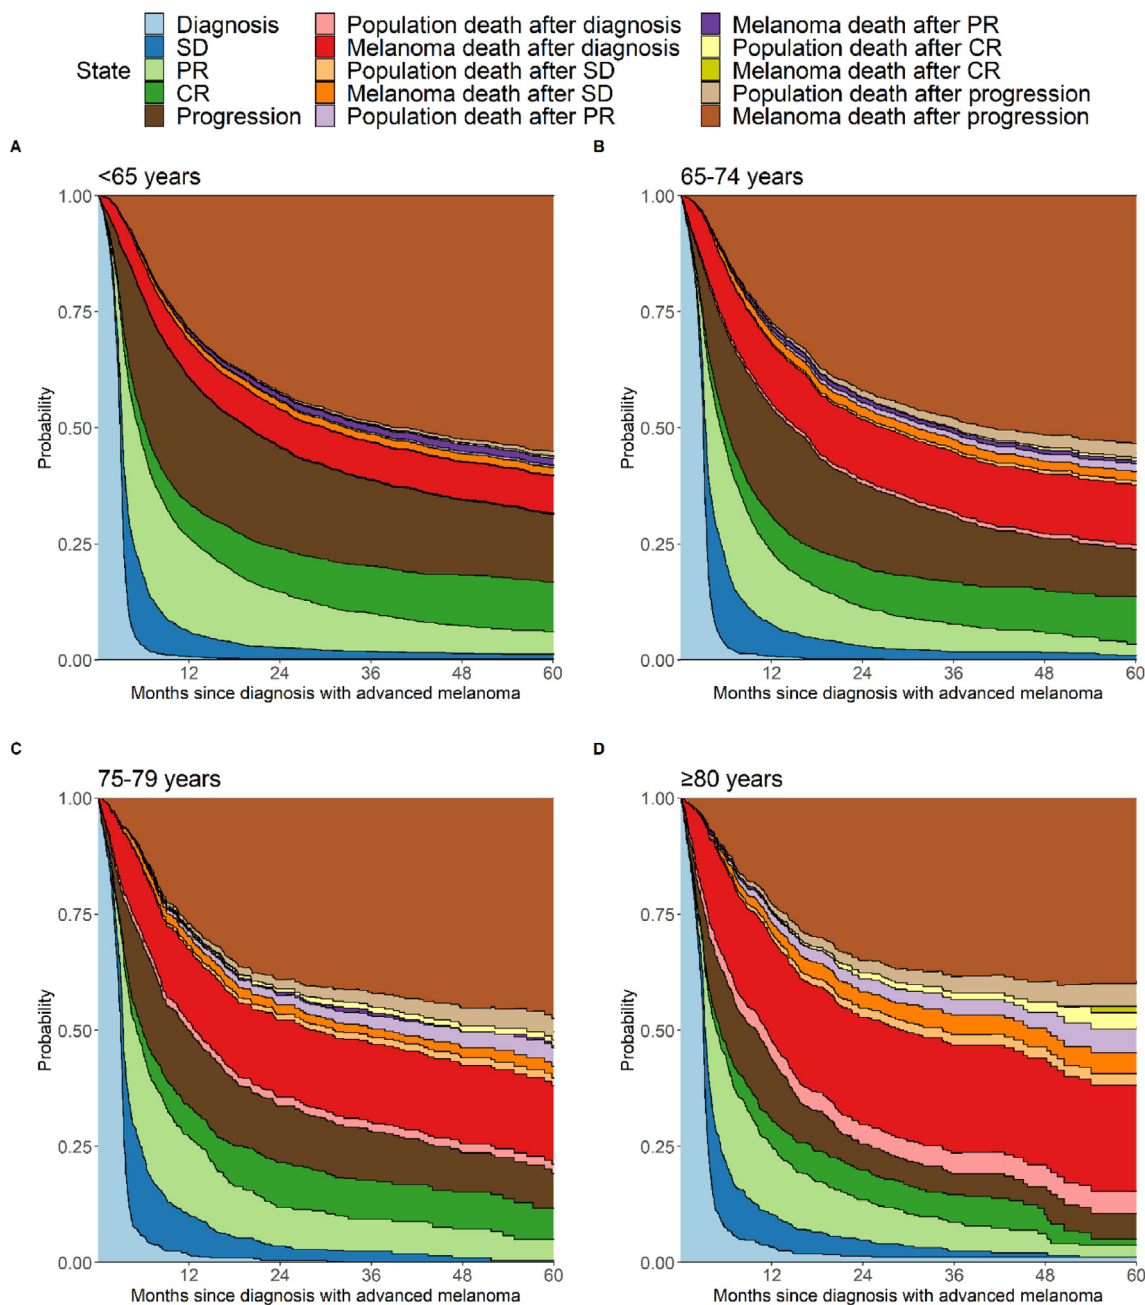 State
Diagnosis
SD
PR
CR
Progression
Population death after diagnosis
Melanoma death after diagnosis
Population death after SD
Melanoma death after SD
Population death after PR
Melanoma death after PR
Population death after CR
Melanoma death after CR
Population death after progression
Melanoma death after progression
A
<65 years
1.00
0.75
0.50
0.25
0.00
Probability
12 24 36 48 60
Months since diagnosis with advanced melanoma
B
65-74 years
1.00
0.75
0.50
0.25
0.00
Probability
12 24 36 48 60
Months since diagnosis with advanced melanoma
C
75-79 years
1.00
0.75
0.50
0.25
0.00
Probability
12 24 36 48 60
Months since diagnosis with advanced melanoma
D
≥80 years
1.00
0.75
0.50
0.25
0.00
Probability
12 24 36 48 60
Months since diagnosis with advanced melanoma